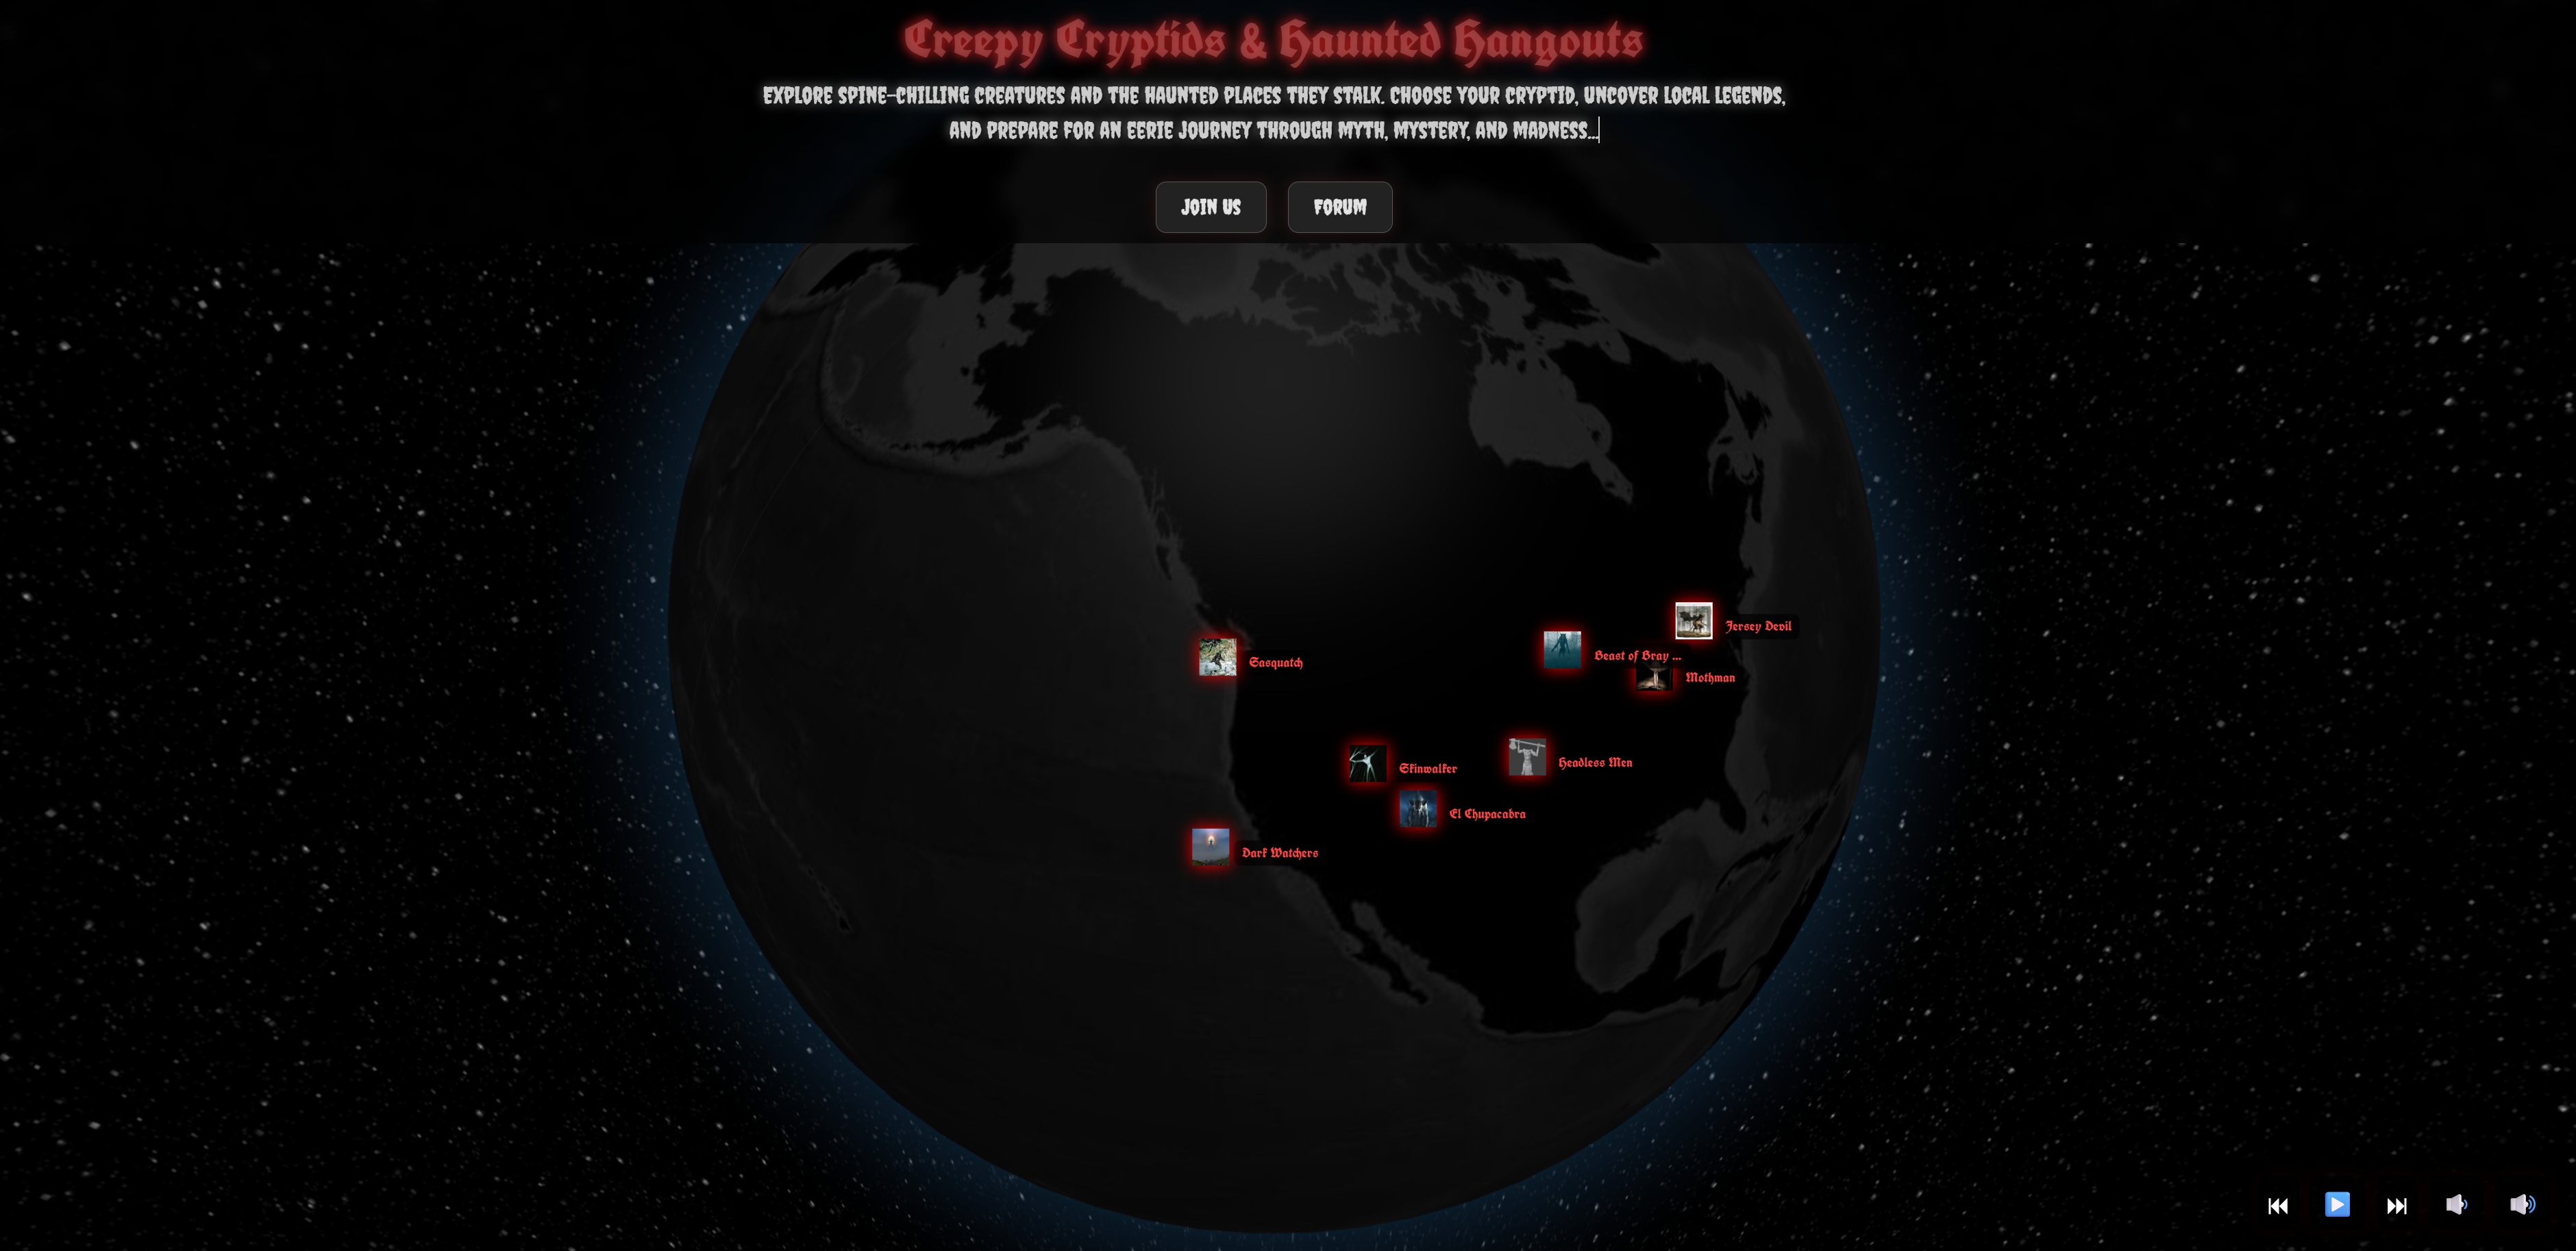 Creepy Cryptids & Haunted Hangouts
EXPLORE SPINE-CHILLING CREATURES AND THE HAUNTED PLACES THEY STALK. CHOOSE YOUR CRYPTID, UNCOVER LOCAL LEGENDS,
AND PREPARE FOR AN EERIE JOURNEY THROUGH MYTH, MYSTERY, AND MADNESS...
JOIN US
FORUM
Jersey Devil
Beast of Bray ...
Sasquatch
Mothman
Headless Men
Skinwalker
El Chupacabra
Dark Watchers